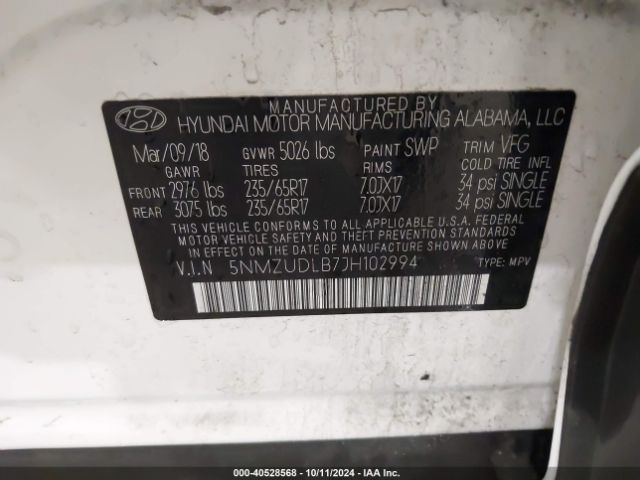 MANUFACTURED BY
HYUNDAI MOTOR MANUFACTURING ALABAMA, LLC
Mar/09/18 GVWR 5026 lbs PAINT SWP TRIM VFG
GAWR TIRES RIMS COLD TIRE INFL
FRONT 2976 lbs 235/65R17 7.0JX17 34 psi SINGLE
REAR 3075 lbs 235/65R17 7.0JX17 34 psi SINGLE
THIS VEHICLE CONFORMS TO ALL APPLICABLE U.S.A. FEDERAL
MOTOR VEHICLE SAFETY AND THEFT PREVENTION STANDARDS
IN EFFECT ON THE DATE OF MANUFACTURE SHOWN ABOVE.
V.I.N 5NMZUDLB7JH102994 TYPE: MPV
000-40528568 - 10/11/2024 - IAA Inc.